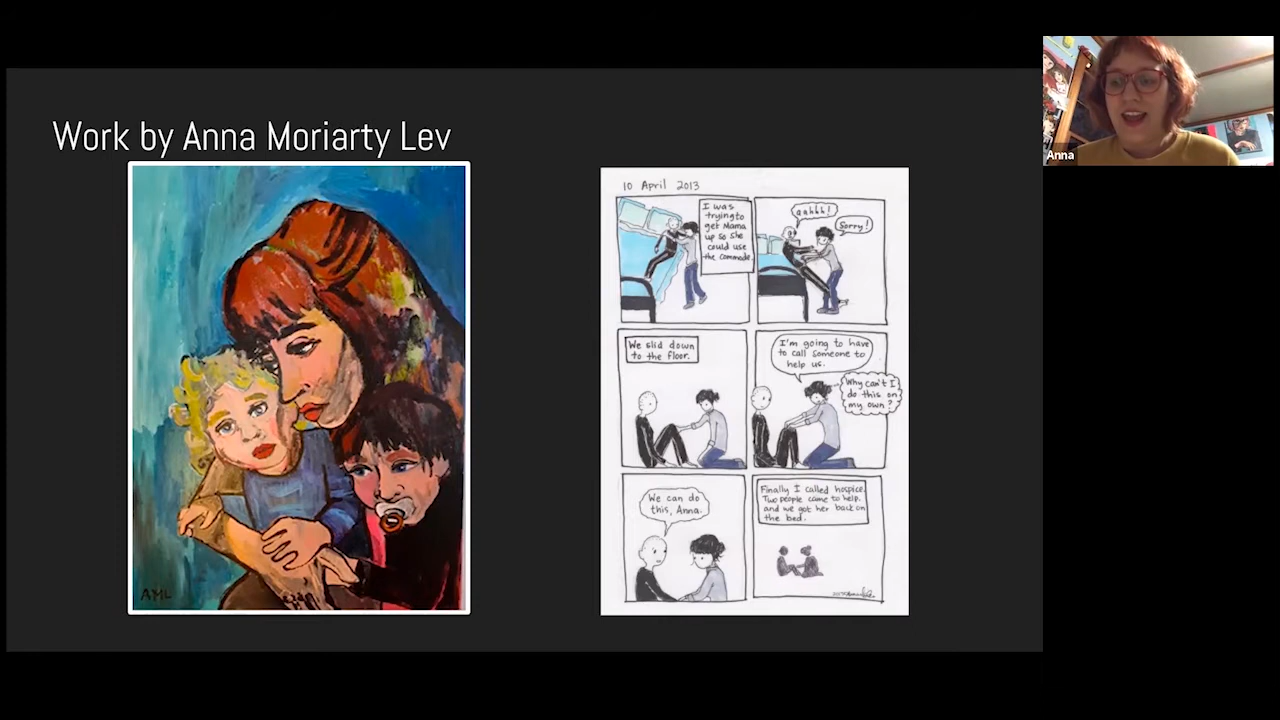 Work by Anna Moriarty Lev
Anna
AML
10 April 2013
I was
trying to
get Mama
up so she
could use
the commode.
aahhh!
Sorry!
We slid down
to the floor.
I'm going to have
to call someone to
help us.
Why can't I
do this on
my own?
We can do
this, Anna.
Finally I called hospice.
Two people came to help,
and we got her back on
the bed.